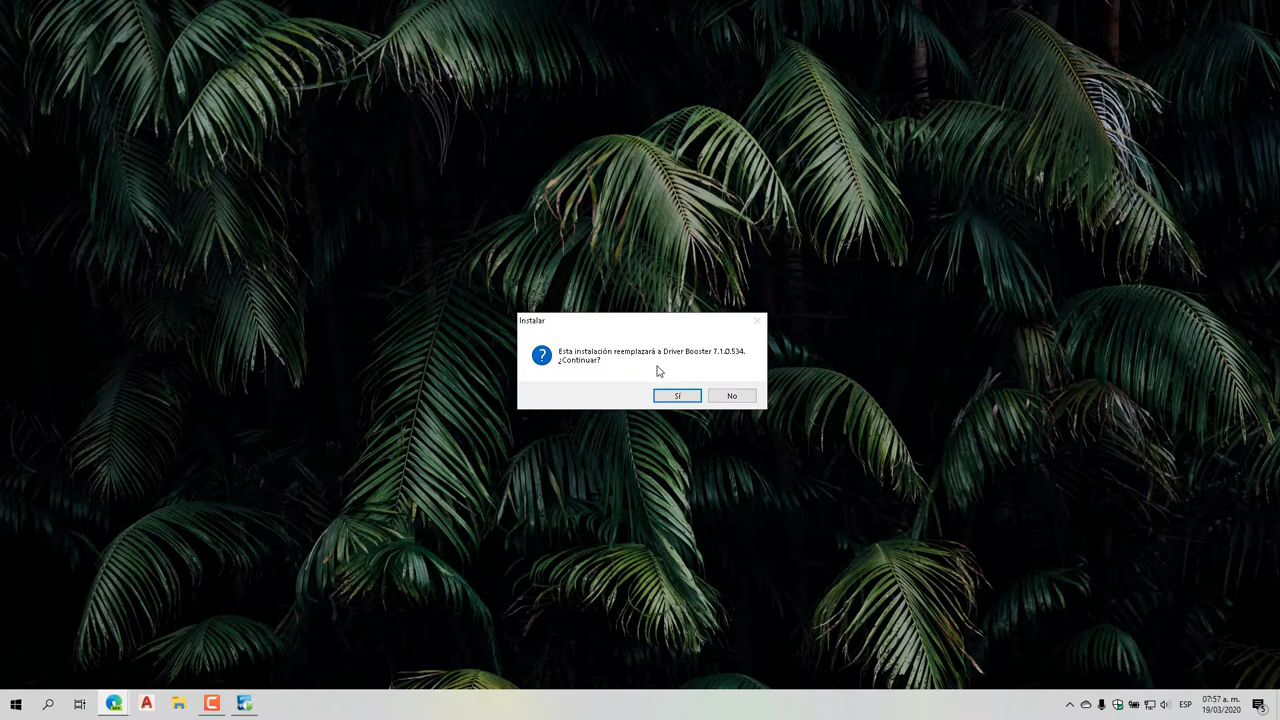 Instalar
Esta instalación reemplazará a Driver Booster 7.1.0.534.
¿Continuar?
Sí
No
ESP
07:57 a. m.
19/03/2020